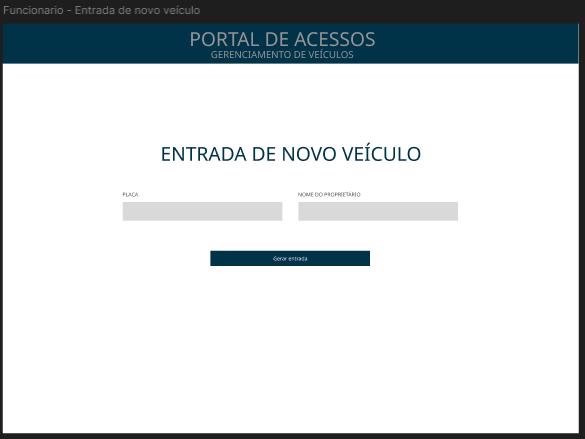 Funcionario - Entrada de novo veículo
PORTAL DE ACESSOS
GERENCIAMENTO DE VEÍCULOS
ENTRADA DE NOVO VEÍCULO
PLACA
NOME DO PROPRIETÁRIO
Gerar entrada